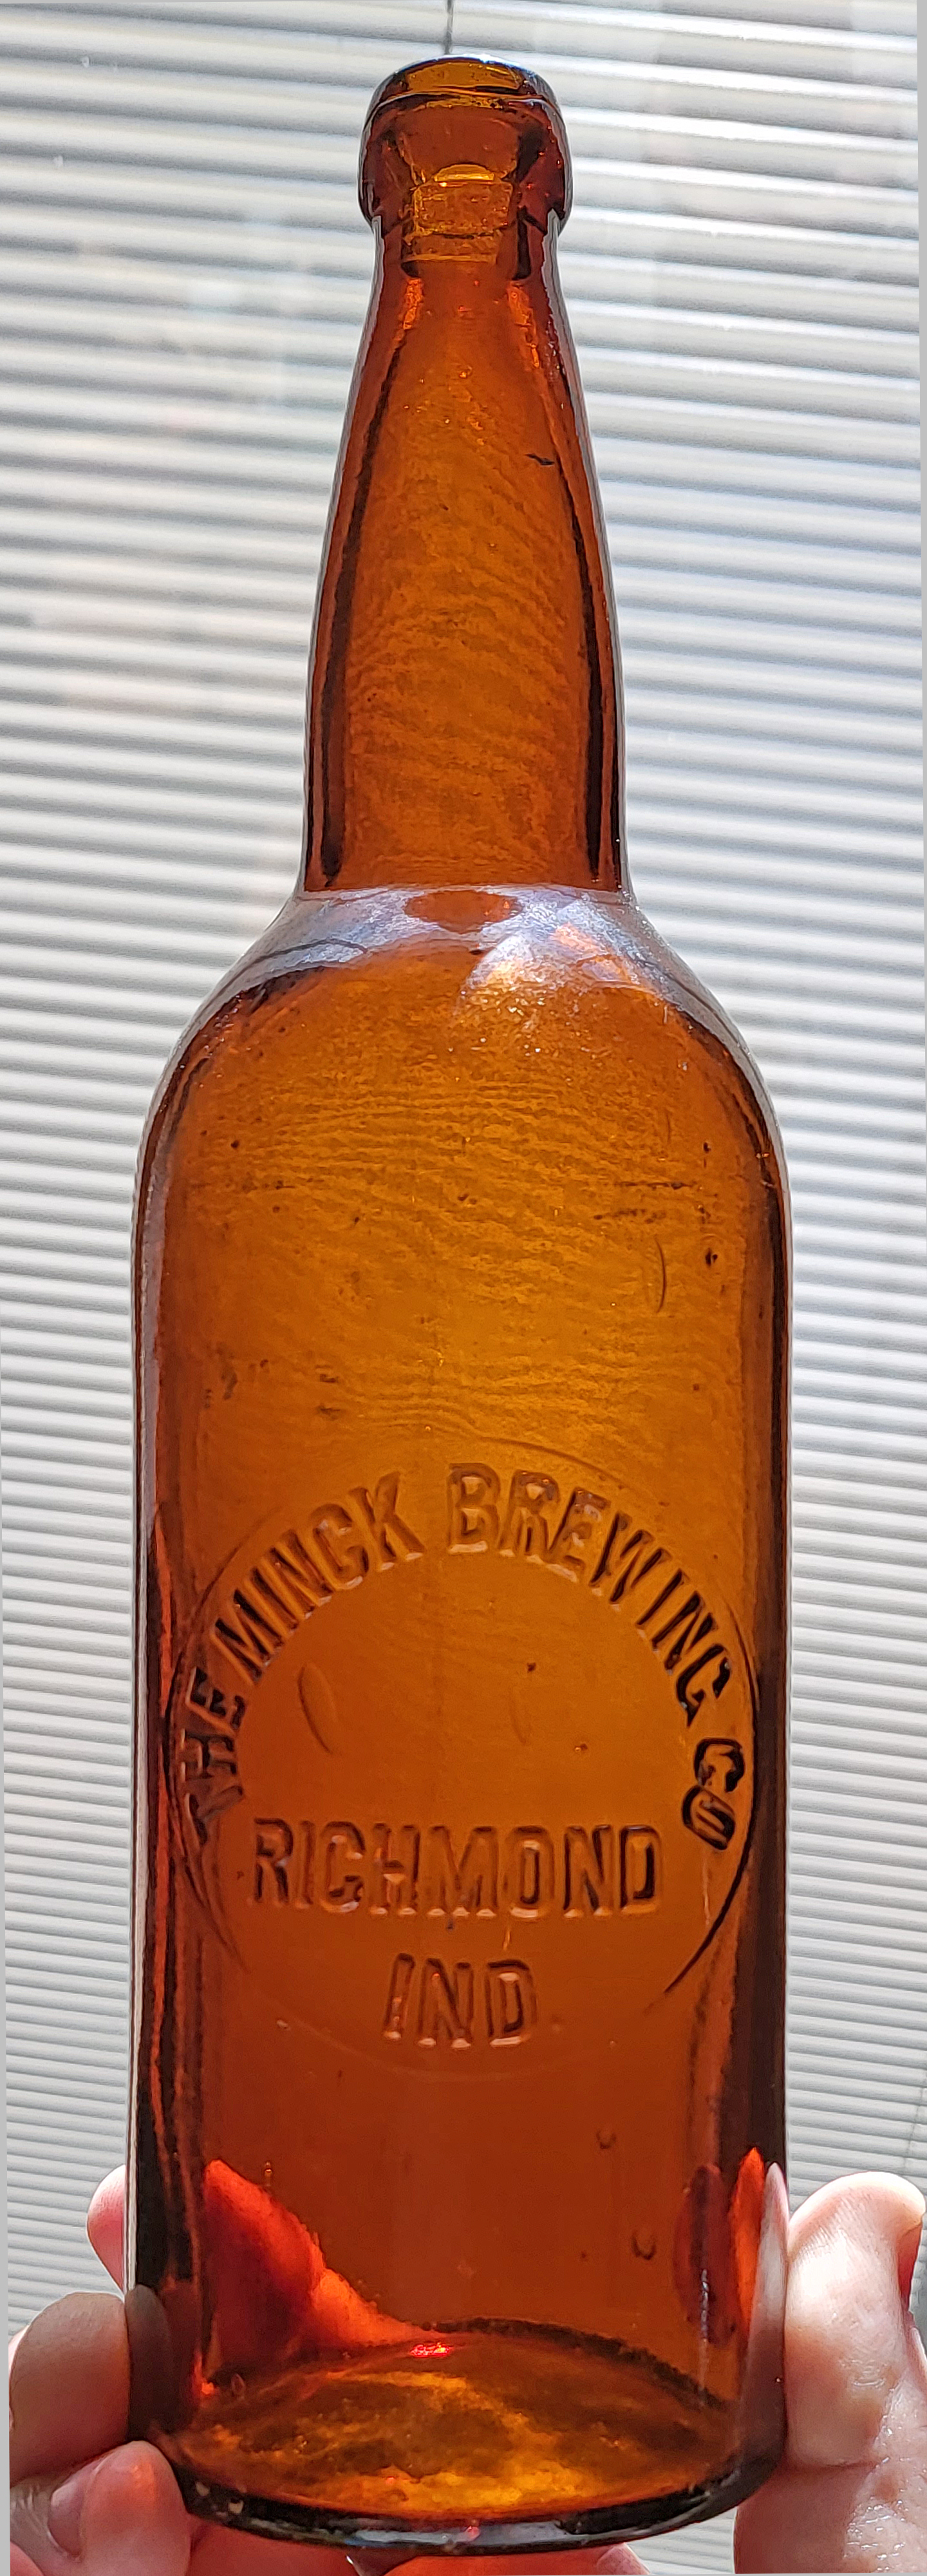 THE MINCK BREWING CO
RICHMOND
IND